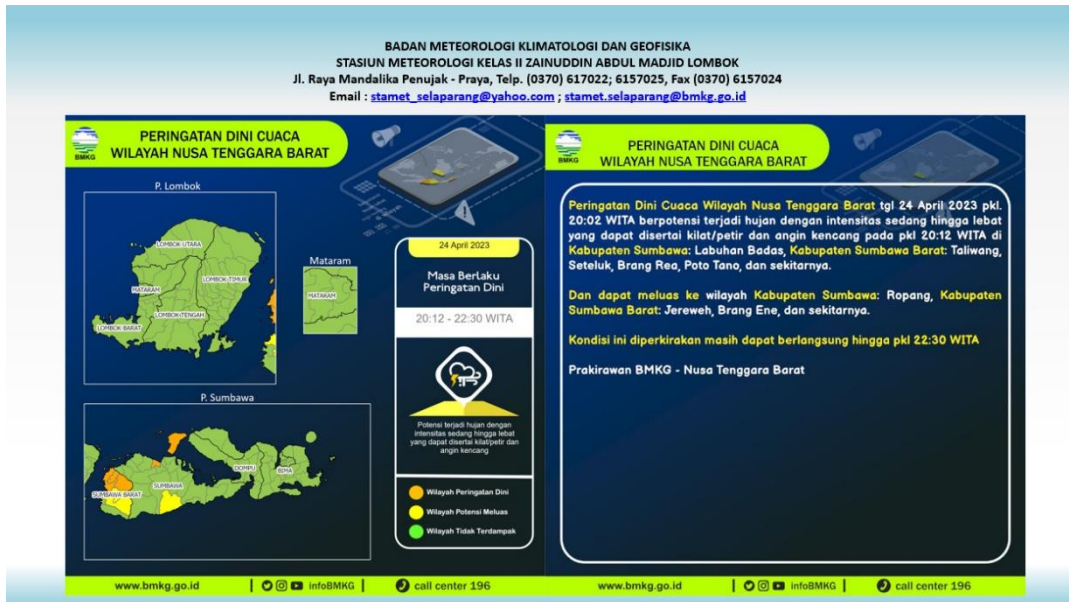 BADAN METEOROLOGI KLIMATOLOGI DAN GEOFISIKA
STASIUN METEOROLOGI KELAS II ZAINUDDIN ABDUL MADJID LOMBOK
Jl. Raya Mandalika Penujak - Praya, Telp. (0370) 617022; 6157025, Fax (0370) 6157024
Email : stamet_selaparang@yahoo.com ; stamet.selaparang@bmkg.go.id
BMKG
PERINGATAN DINI CUACA
WILAYAH NUSA TENGGARA BARAT
P. Lombok
LOMBOK UTARA
LOMBOK TIMUR
MATARAM
LOMBOK TENGAH
LOMBOK BARAT
Mataram
MATARAM
P. Sumbawa
DOMPU
BIMA
SUMBAWA
SUMBAWA BARAT
24 April 2023
Masa Berlaku
Peringatan Dini
20:12 - 22:30 WITA
Potensi terjadi hujan dengan
intensitas sedang hingga lebat
yang dapat disertai kilat/petir dan
angin kencang
Wilayah Peringatan Dini
Wilayah Potensi Meluas
Wilayah Tidak Terdampak
www.bmkg.go.id
infoBMKG
call center 196
BMKG
PERINGATAN DINI CUACA
WILAYAH NUSA TENGGARA BARAT
Peringatan Dini Cuaca Wilayah Nusa Tenggara Barat tgl 24 April 2023 pkl.
20:02 WITA berpotensi terjadi hujan dengan intensitas sedang hingga lebat
yang dapat disertai kilat/petir dan angin kencang pada pkl 20:12 WITA di
Kabupaten Sumbawa: Labuhan Badas, Kabupaten Sumbawa Barat: Taliwang,
Seteluk, Brang Rea, Poto Tano, dan sekitarnya.
Dan dapat meluas ke wilayah Kabupaten Sumbawa: Ropang, Kabupaten
Sumbawa Barat: Jereweh, Brang Ene, dan sekitarnya.
Kondisi ini diperkirakan masih dapat berlangsung hingga pkl 22:30 WITA
Prakirawan BMKG - Nusa Tenggara Barat
www.bmkg.go.id
infoBMKG
call center 196